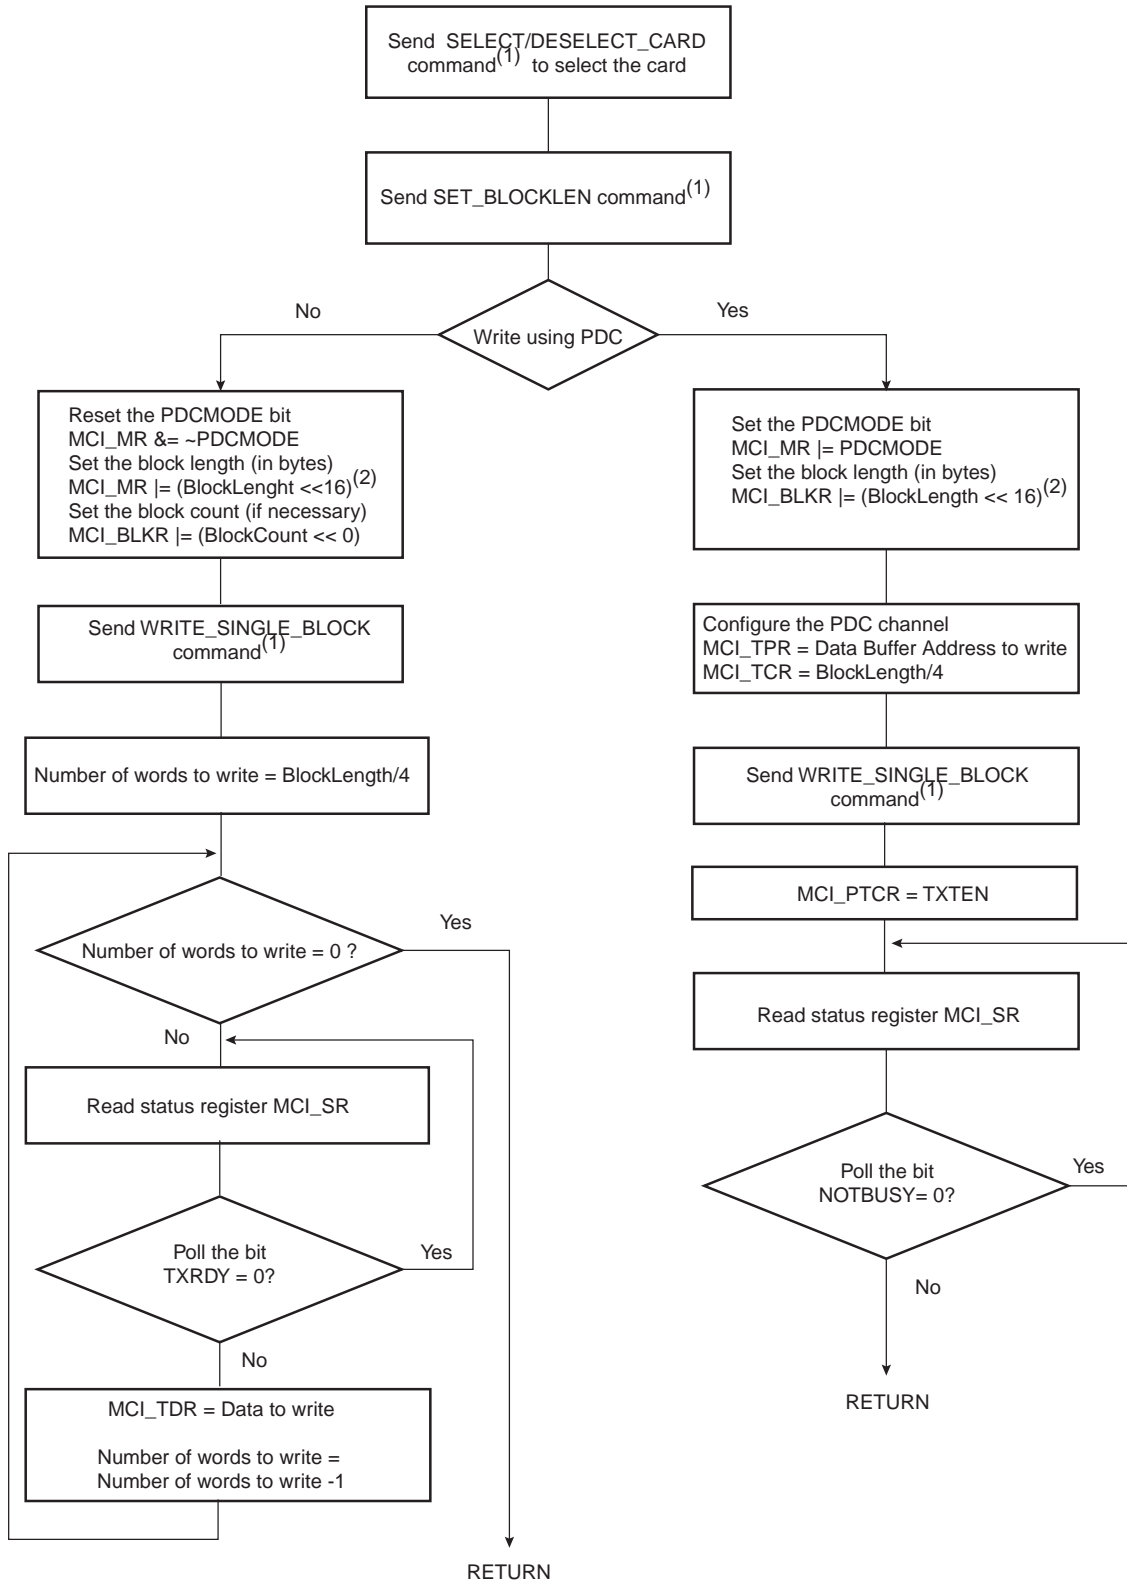 Send SELECT/DESELECT_CARD
command(1) to select the card
Send SET_BLOCKLEN command(1)
No
Yes
Write using PDC
Reset the PDCMODE bit
MCI_MR &= ~PDCMODE
Set the block length (in bytes)
MCI_MR |= (BlockLenght <<16)(2)
Set the block count (if necessary)
MCI_BLKR |= (BlockCount << 0)
Send WRITE_SINGLE_BLOCK
command(1)
Number of words to write = BlockLength/4
Number of words to write = 0 ?
Yes
No
Read status register MCI_SR
Poll the bit
TXRDY = 0?
Yes
No
MCI_TDR = Data to write
Number of words to write =
Number of words to write -1
RETURN
Set the PDCMODE bit
MCI_MR |= PDCMODE
Set the block length (in bytes)
MCI_BLKR |= (BlockLength << 16)(2)
Configure the PDC channel
MCI_TPR = Data Buffer Address to write
MCI_TCR = BlockLength/4
Send WRITE_SINGLE_BLOCK
command(1)
MCI_PTCR = TXTEN
Read status register MCI_SR
Poll the bit
NOTBUSY= 0?
Yes
No
RETURN